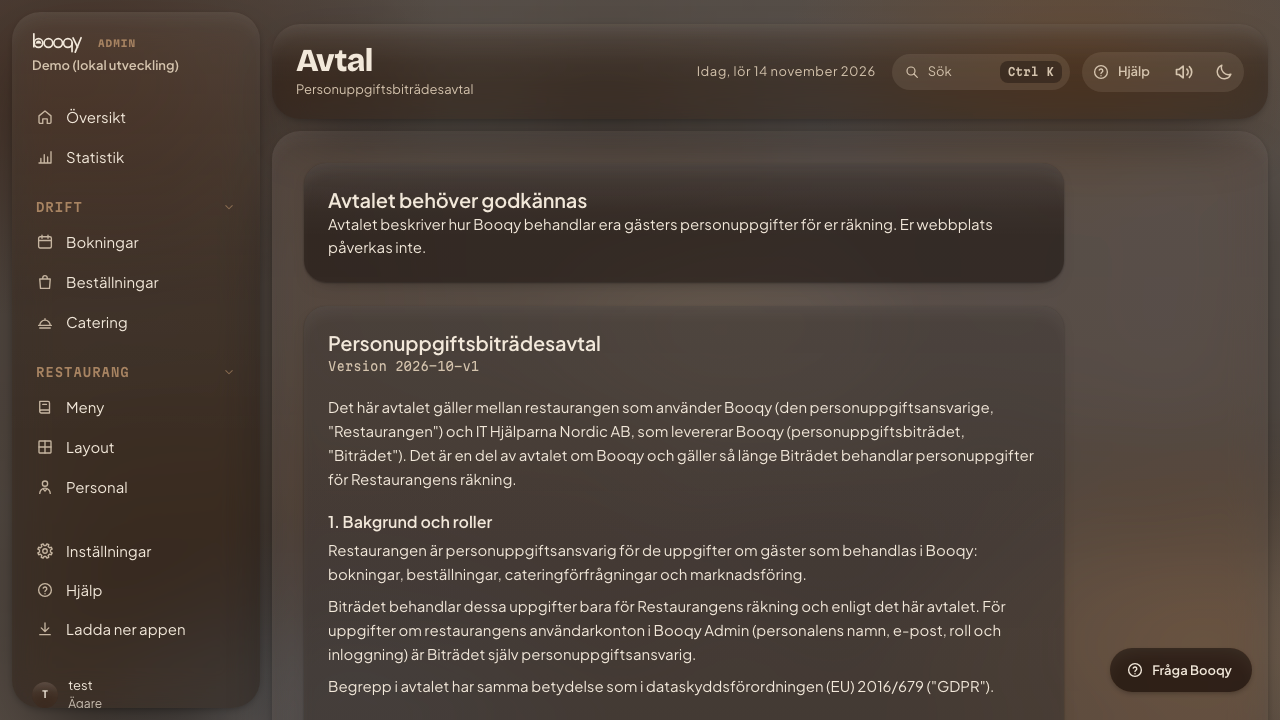 booqy ADMIN
Demo (lokal utveckling)
Översikt
Statistik
DRIFT
Bokningar
Beställningar
Catering
RESTAURANG
Meny
Layout
Personal
Inställningar
Hjälp
Ladda ner appen
T
test
Ägare
Avtal
Personuppgiftsbiträdesavtal
Idag, lör 14 november 2026
Sök
Ctrl K
Hjälp
Avtalet behöver godkännas
Avtalet beskriver hur Booqy behandlar era gästers personuppgifter för er räkning. Er webbplats
påverkas inte.
Personuppgiftsbiträdesavtal
Version 2026-10-v1
Det här avtalet gäller mellan restaurangen som använder Booqy (den personuppgiftsansvarige,
"Restaurangen") och IT Hjälparna Nordic AB, som levererar Booqy (personuppgiftsbiträdet,
"Biträdet"). Det är en del av avtalet om Booqy och gäller så länge Biträdet behandlar personuppgifter
för Restaurangens räkning.
1. Bakgrund och roller
Restaurangen är personuppgiftsansvarig för de uppgifter om gäster som behandlas i Booqy:
bokningar, beställningar, cateringförfrågningar och marknadsföring.
Biträdet behandlar dessa uppgifter bara för Restaurangens räkning och enligt det här avtalet. För
uppgifter om restaurangens användarkonton i Booqy Admin (personalens namn, e-post, roll och
inloggning) är Biträdet själv personuppgiftsansvarig.
Begrepp i avtalet har samma betydelse som i dataskyddsförordningen (EU) 2016/679 ("GDPR").
Fråga Booqy